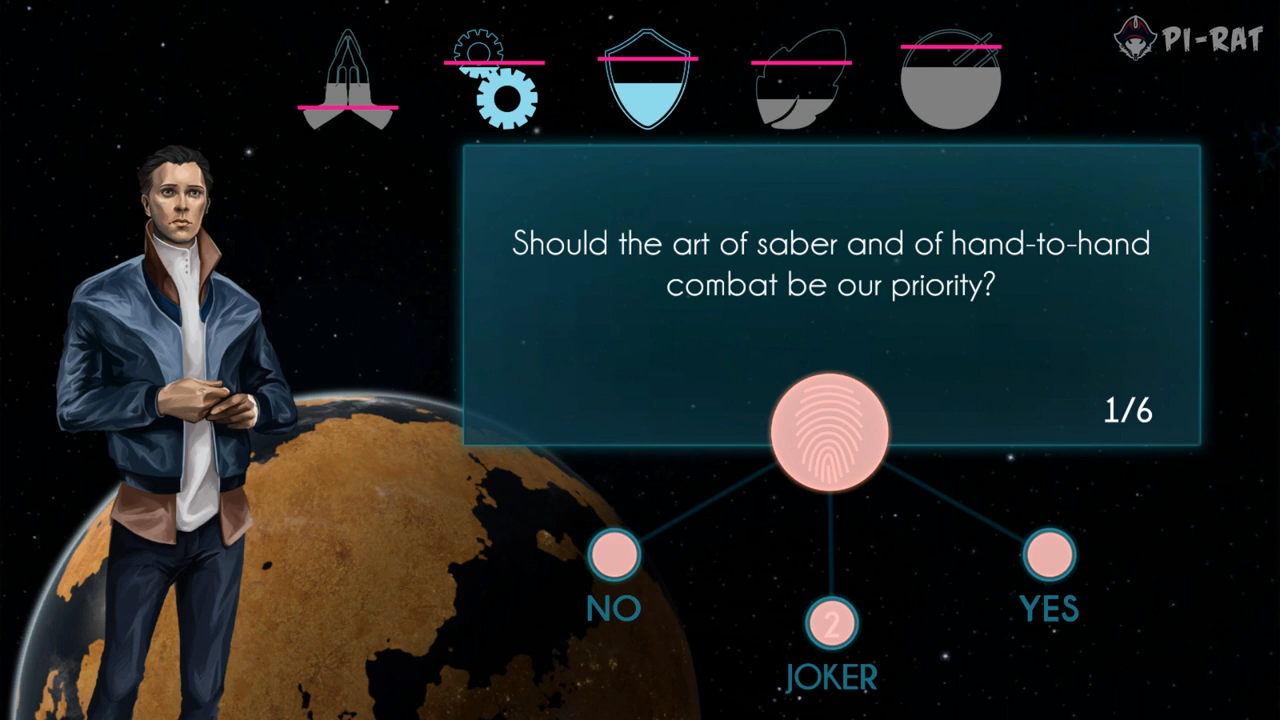 PI-RAT
Should the art of saber and of hand-to-hand
combat be our priority?
1/6
NO
YES
2
JOKER